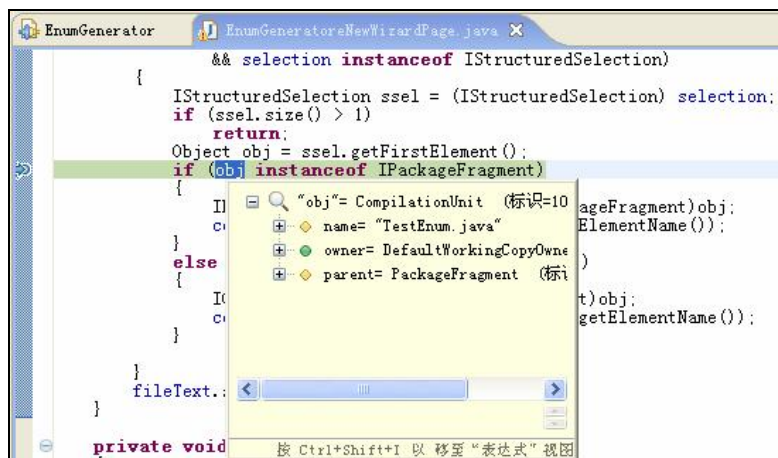 EnumGenerator EnumGeneratoreNewWizardPage.java
&& selection instanceof IStructuredSelection)
{
IStructuredSelection ssel = (IStructuredSelection) selection;
if (ssel.size() > 1)
return;
Object obj = ssel.getFirstElement();
if (obj instanceof IPackageFragment)
{
"obj"= CompilationUnit (标识=10
ageFragment)obj;
name= "TestEnum.java"
ElementName());
}
owner= DefaultWorkingCopyOwne
else
)
{
parent= PackageFragment (标识
t)obj;
getElementName());
}
}
fileText.
}
private void
按 Ctrl+Shift+I 以 移至 "表达式" 视图